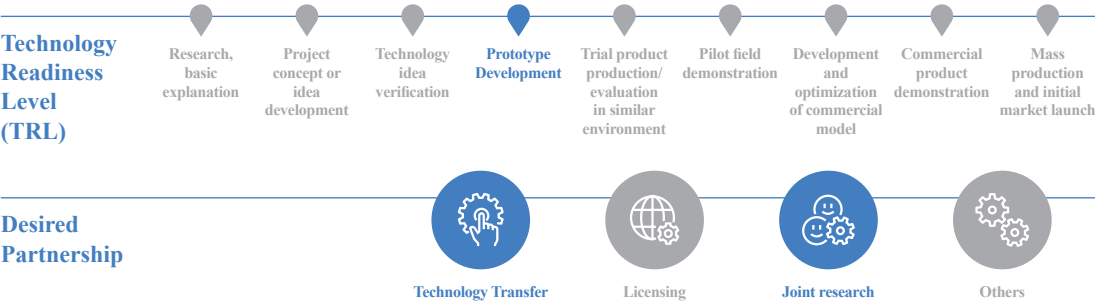 Technology
Readiness
Level
(TRL)
Research,
basic
explanation
Project
concept or
idea
development
Technology
idea
verification
Prototype
Development
Trial product
production/
evaluation
in similar
environment
Pilot field
demonstration
Development
and
optimization
of commercial
model
Commercial
product
demonstration
Mass
production
and initial
market launch
Desired
Partnership
Technology Transfer
Licensing
Joint research
Others